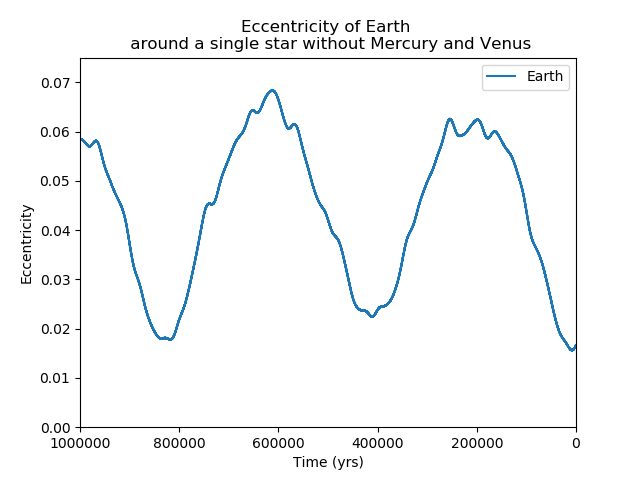 Eccentricity of Earth
around a single star without Mercury and Venus
Earth
0.07
0.06
0.05
0.04
0.03
0.02
0.01
0.00
Eccentricity
1000000 800000 600000 400000 200000 0
Time (yrs)